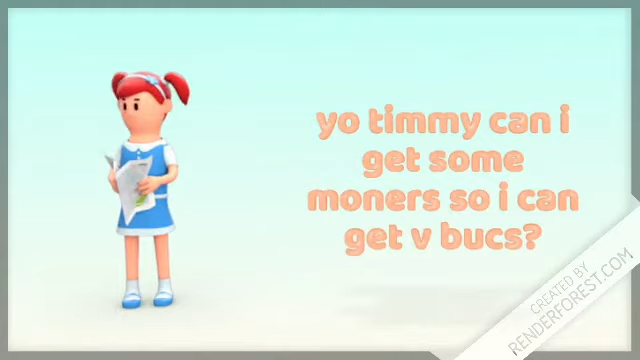 yo timmy can i
get some
moners so i can
get v bucs?
CREATED BY
RENDERFOREST.COM